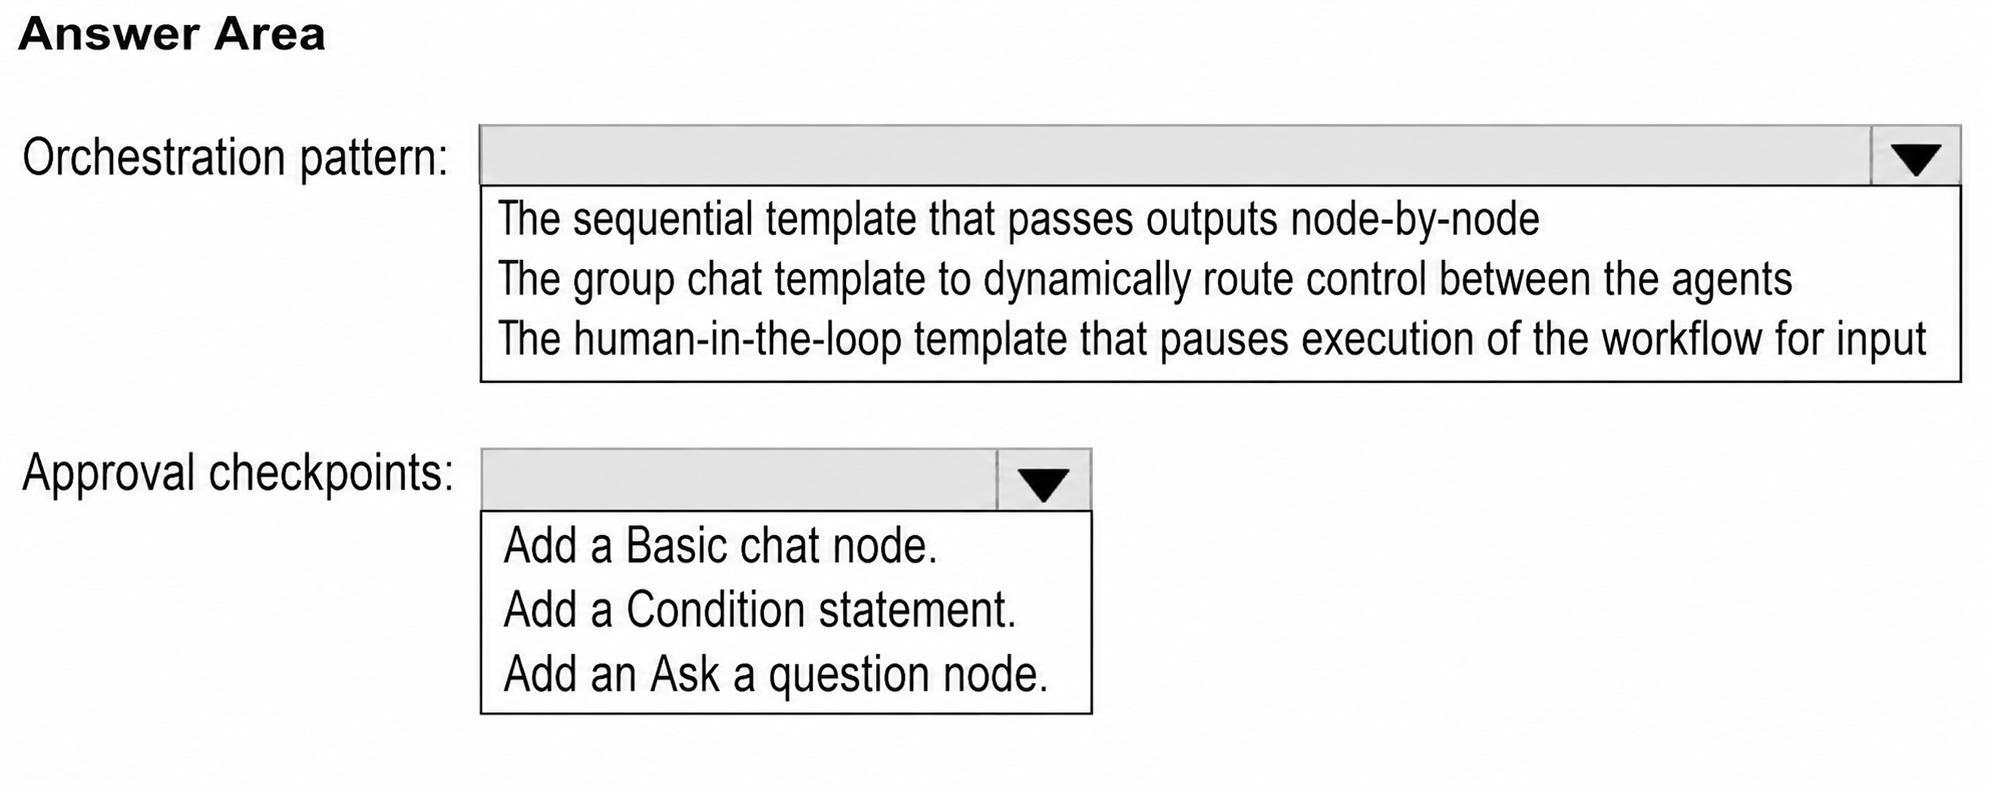 Answer Area
Orchestration pattern:
The sequential template that passes outputs node-by-node
The group chat template to dynamically route control between the agents
The human-in-the-loop template that pauses execution of the workflow for input
Approval checkpoints:
Add a Basic chat node.
Add a Condition statement.
Add an Ask a question node.